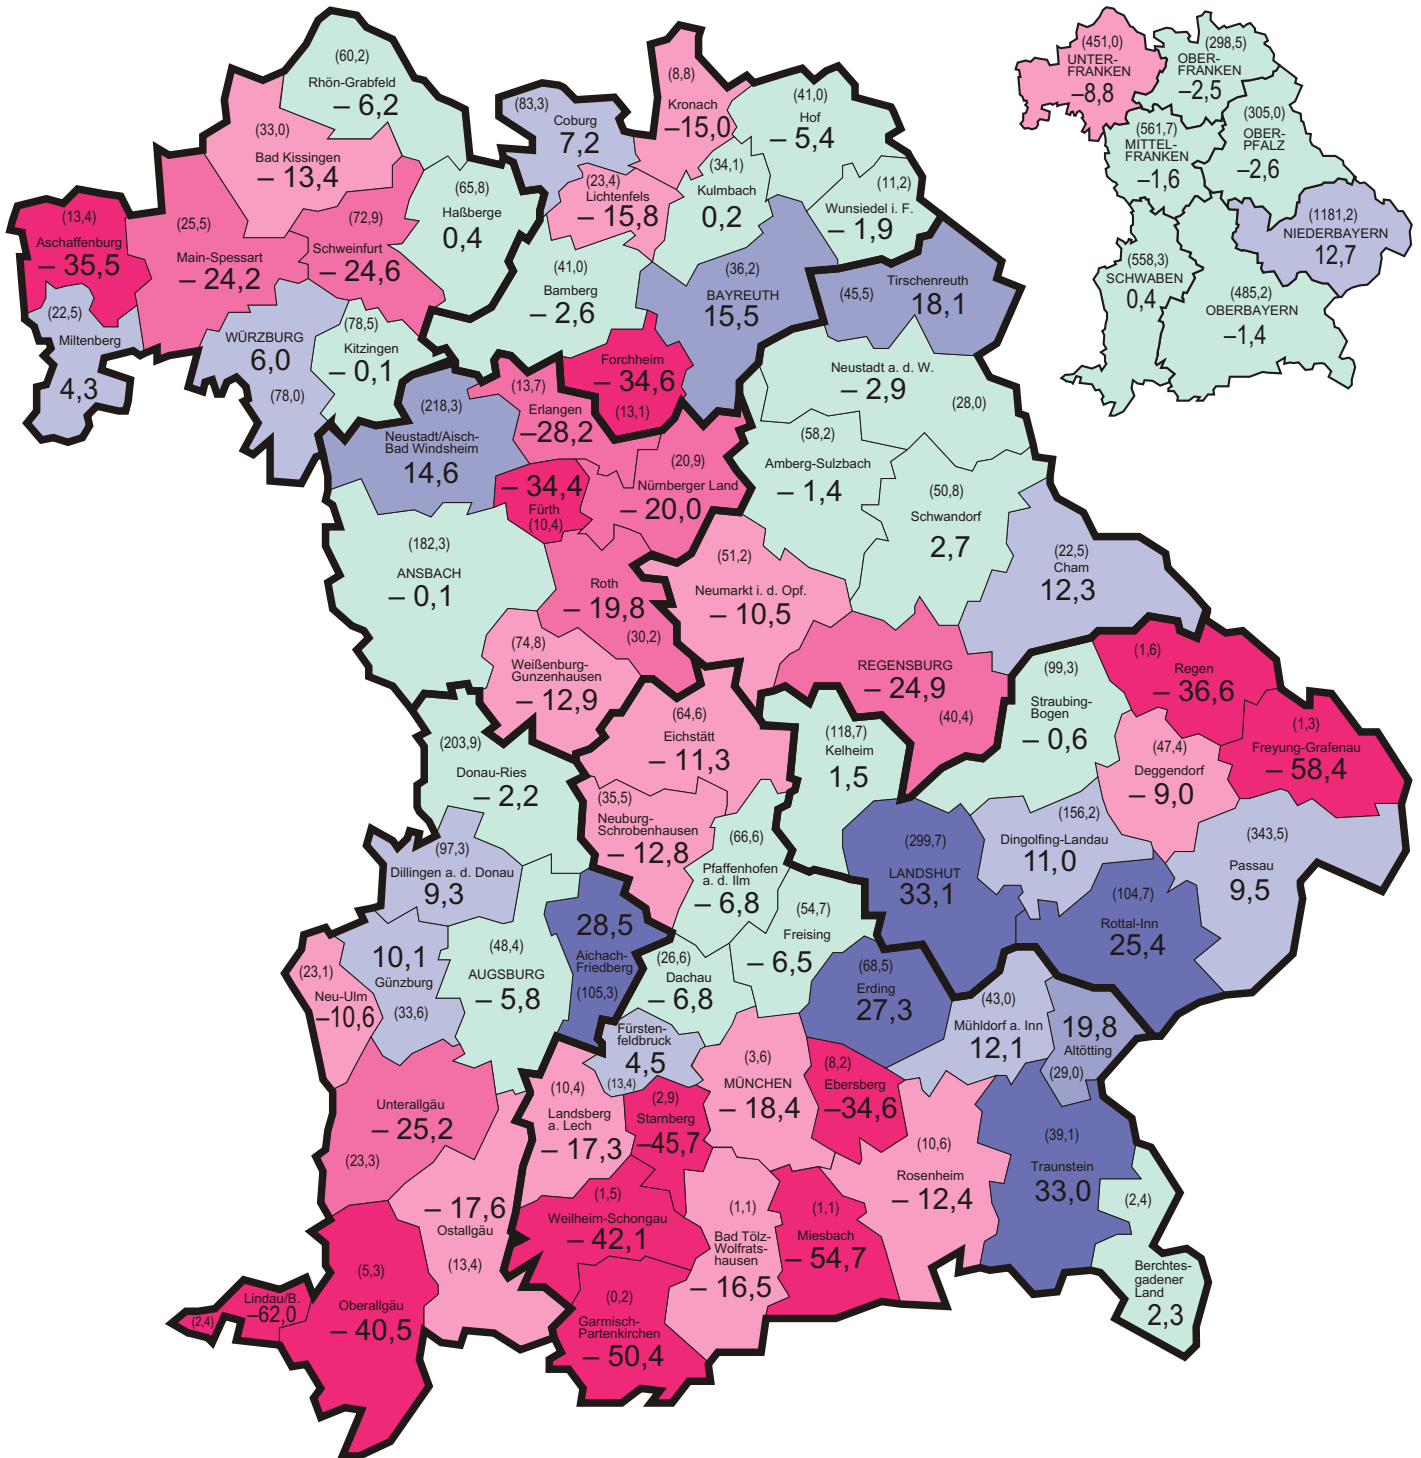 (60,2)
Rhön-Grabfeld
– 6,2
(33,0)
Bad Kissingen
– 13,4
(65,8)
Haßberge
0,4
(13,4)
Aschaffenburg
– 35,5
(25,5)
Main-Spessart
– 24,2
(72,9)
Schweinfurt
– 24,6
(22,5)
Miltenberg
4,3
WÜRZBURG
6,0
(78,0)
(78,5)
Kitzingen
– 0,1
(83,3)
Coburg
7,2
(8,8)
Kronach
–15,0
(41,0)
Hof
– 5,4
(23,4)
Lichtenfels
– 15,8
(34,1)
Kulmbach
0,2
(11,2)
Wunsiedel i. F.
– 1,9
(41,0)
Bamberg
– 2,6
(36,2)
BAYREUTH
15,5
Forchheim
– 34,6
(13,1)
(45,5)
Tirschenreuth
18,1
Neustadt a. d. W.
– 2,9
(28,0)
(58,2)
Amberg-Sulzbach
– 1,4
(50,8)
Schwandorf
2,7
(22,5)
Cham
12,3
(51,2)
Neumarkt i. d. Opf.
– 10,5
REGENSBURG
– 24,9
(40,4)
(218,3)
Neustadt/Aisch-
Bad Windsheim
14,6
(13,7)
Erlangen
–28,2
– 34,4
Fürth
(10,4)
(20,9)
Nürnberger Land
– 20,0
(182,3)
ANSBACH
– 0,1
Roth
– 19,8
(30,2)
(74,8)
Weißenburg-
Gunzenhausen
– 12,9
(99,3)
Straubing-
Bogen
– 0,6
(1,6)
Regen
– 36,6
(1,3)
Freyung-Grafenau
– 58,4
(47,4)
Deggendorf
– 9,0
(118,7)
Kelheim
1,5
(299,7)
LANDSHUT
33,1
(156,2)
Dingolfing-Landau
11,0
(343,5)
Passau
9,5
(104,7)
Rottal-Inn
25,4
(203,9)
Donau-Ries
– 2,2
(97,3)
Dillingen a. d. Donau
9,3
28,5
Aichach-
Friedberg
(105,3)
10,1
Günzburg
(33,6)
(48,4)
AUGSBURG
– 5,8
(23,1)
Neu-Ulm
–10,6
Unterallgäu
– 25,2
(23,3)
– 17,6
Ostallgäu
(13,4)
(5,3)
Oberallgäu
– 40,5
Lindau/B.
–62,0
(2,4)
(64,6)
Eichstätt
– 11,3
(35,5)
Neuburg-
Schrobenhausen
– 12,8
(66,6)
Pfaffenhofen
a. d. Ilm
– 6,8
(54,7)
Freising
– 6,5
(26,6)
Dachau
– 6,8
(68,5)
Erding
27,3
(43,0)
Mühldorf a. Inn
12,1
19,8
Altötting
(29,0)
Fürsten-
feldbruck
4,5
(13,4)
(3,6)
MÜNCHEN
– 18,4
(8,2)
Ebersberg
–34,6
(10,4)
Landsberg
a. Lech
– 17,3
(2,9)
Starnberg
–45,7
(10,6)
Rosenheim
– 12,4
(39,1)
Traunstein
33,0
(2,4)
Berchtes-
gadener
Land
2,3
(1,5)
Weilheim-Schongau
– 42,1
(1,1)
Bad Tölz-
Wolfrats-
hausen
– 16,5
(1,1)
Miesbach
– 54,7
(0,2)
Garmisch-
Partenkirchen
– 50,4
(451,0)
UNTER-
FRANKEN
–8,8
(298,5)
OBER-
FRANKEN
–2,5
(561,7)
MITTEL-
FRANKEN
–1,6
(305,0)
OBER-
PFALZ
–2,6
(1181,2)
NIEDERBAYERN
12,7
(558,3)
SCHWABEN
0,4
(485,2)
OBERBAYERN
–1,4